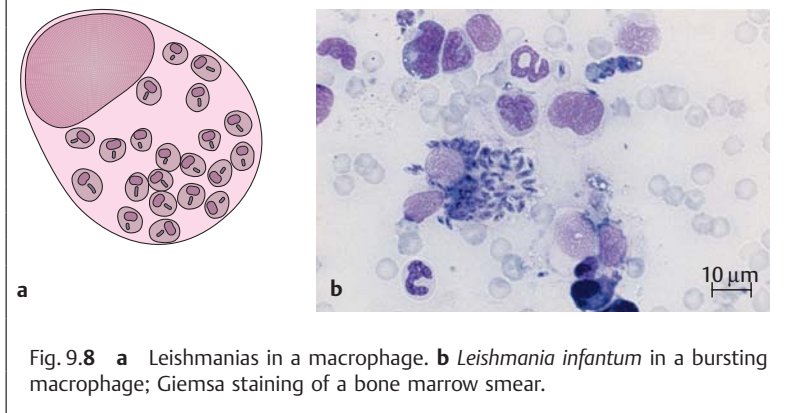 a
b
10 μm
Fig. 9.8 a Leishmanias in a macrophage. b Leishmania infantum in a bursting
macrophage; Giemsa staining of a bone marrow smear.